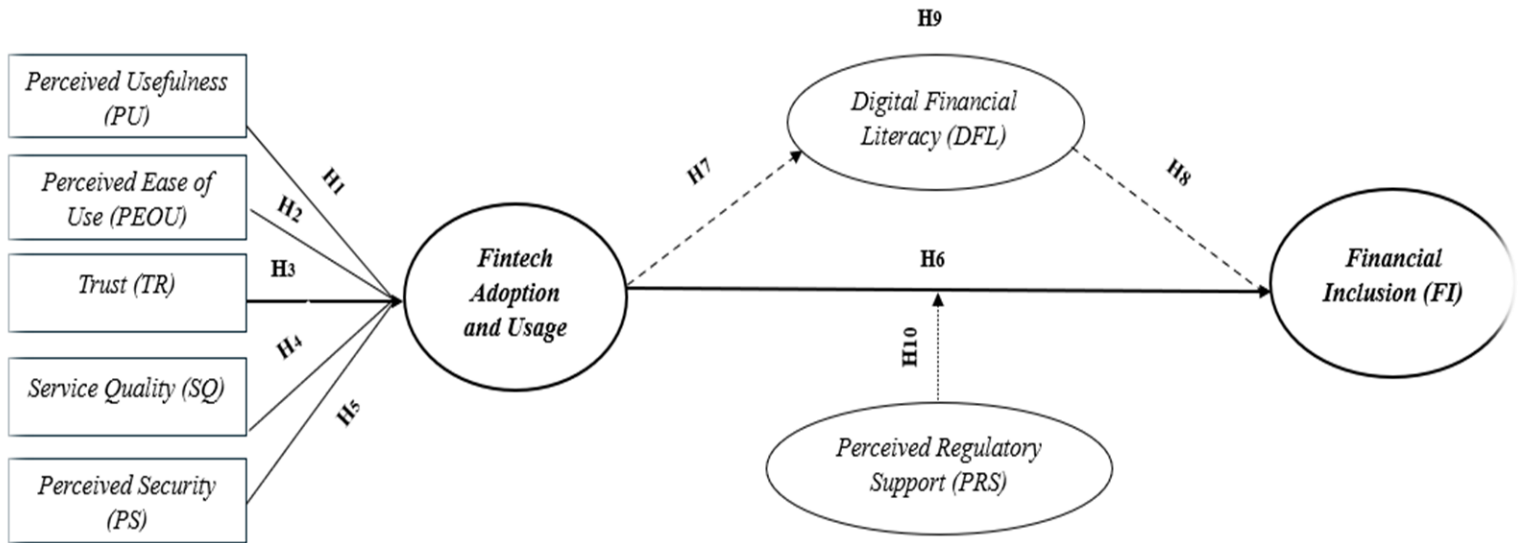 H9
Perceived Usefulness
(PU)
Perceived Ease of
Use (PEOU)
Trust (TR)
Service Quality (SQ)
Perceived Security
(PS)
H1
H2
H3
H4
H5
Fintech
Adoption
and Usage
H7
Digital Financial
Literacy (DFL)
H8
H6
H10
Perceived Regulatory
Support (PRS)
Financial
Inclusion (FI)